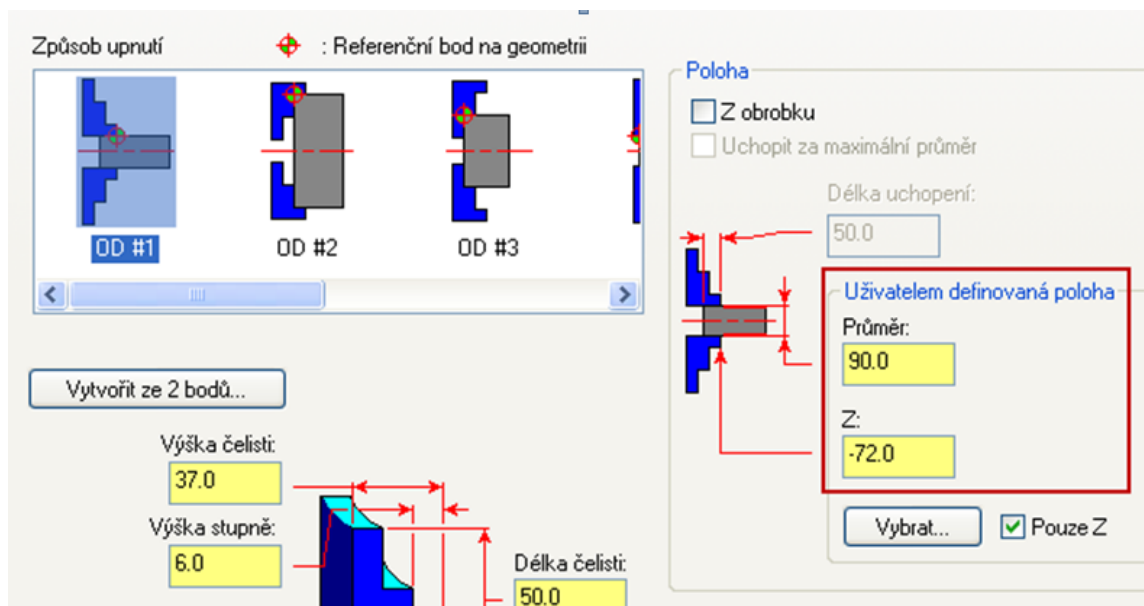 Způsob upnutí
: Referenční bod na geometrii
OD #1
OD #2
OD #3
Vytvořit ze 2 bodů...
Výška čelisti:
37.0
Výška stupně:
6.0
Délka čelisti:
50.0
Poloha
Z obrobku
Uchopit za maximální průměr
Délka uchopení:
50.0
Uživatelem definovaná poloha
Průměr:
90.0
Z:
-72.0
Vybrat...
Pouze Z